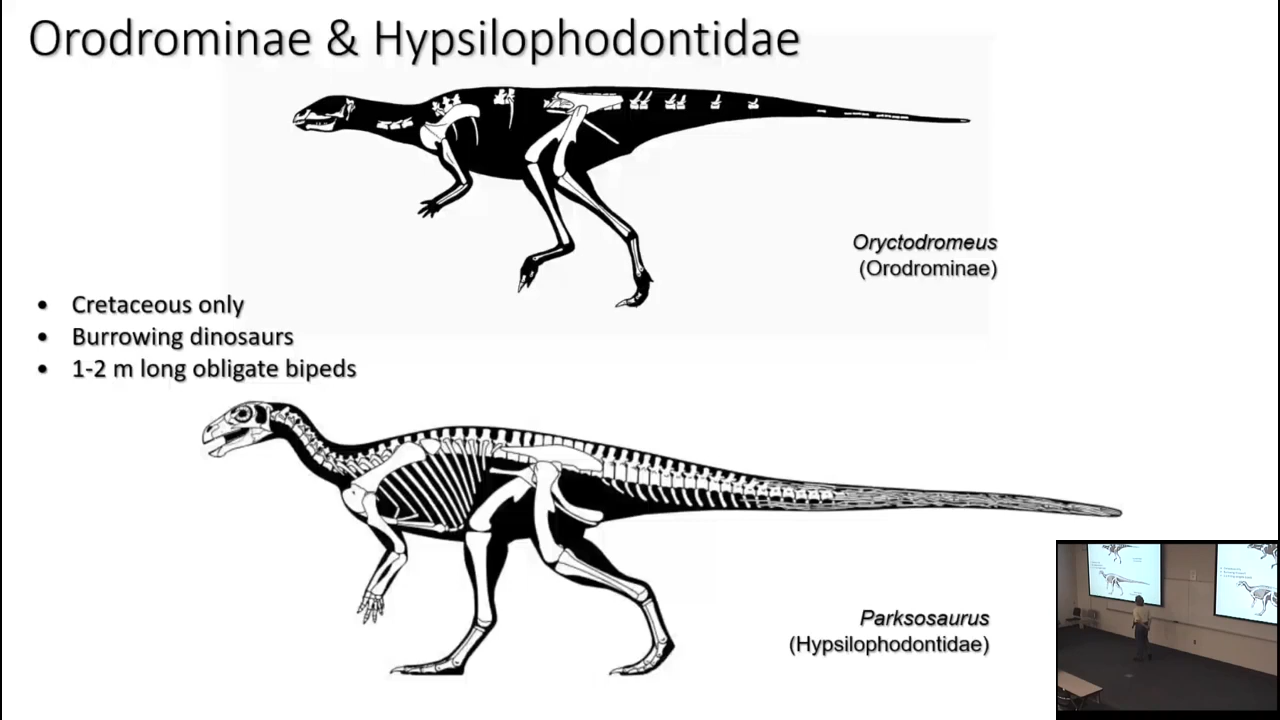 Orodrominae & Hypsilophodontidae
Oryctodromeus
(Orodrominae)
• Cretaceous only
• Burrowing dinosaurs
• 1-2 m long obligate bipeds
Parksosaurus
(Hypsilophodontidae)